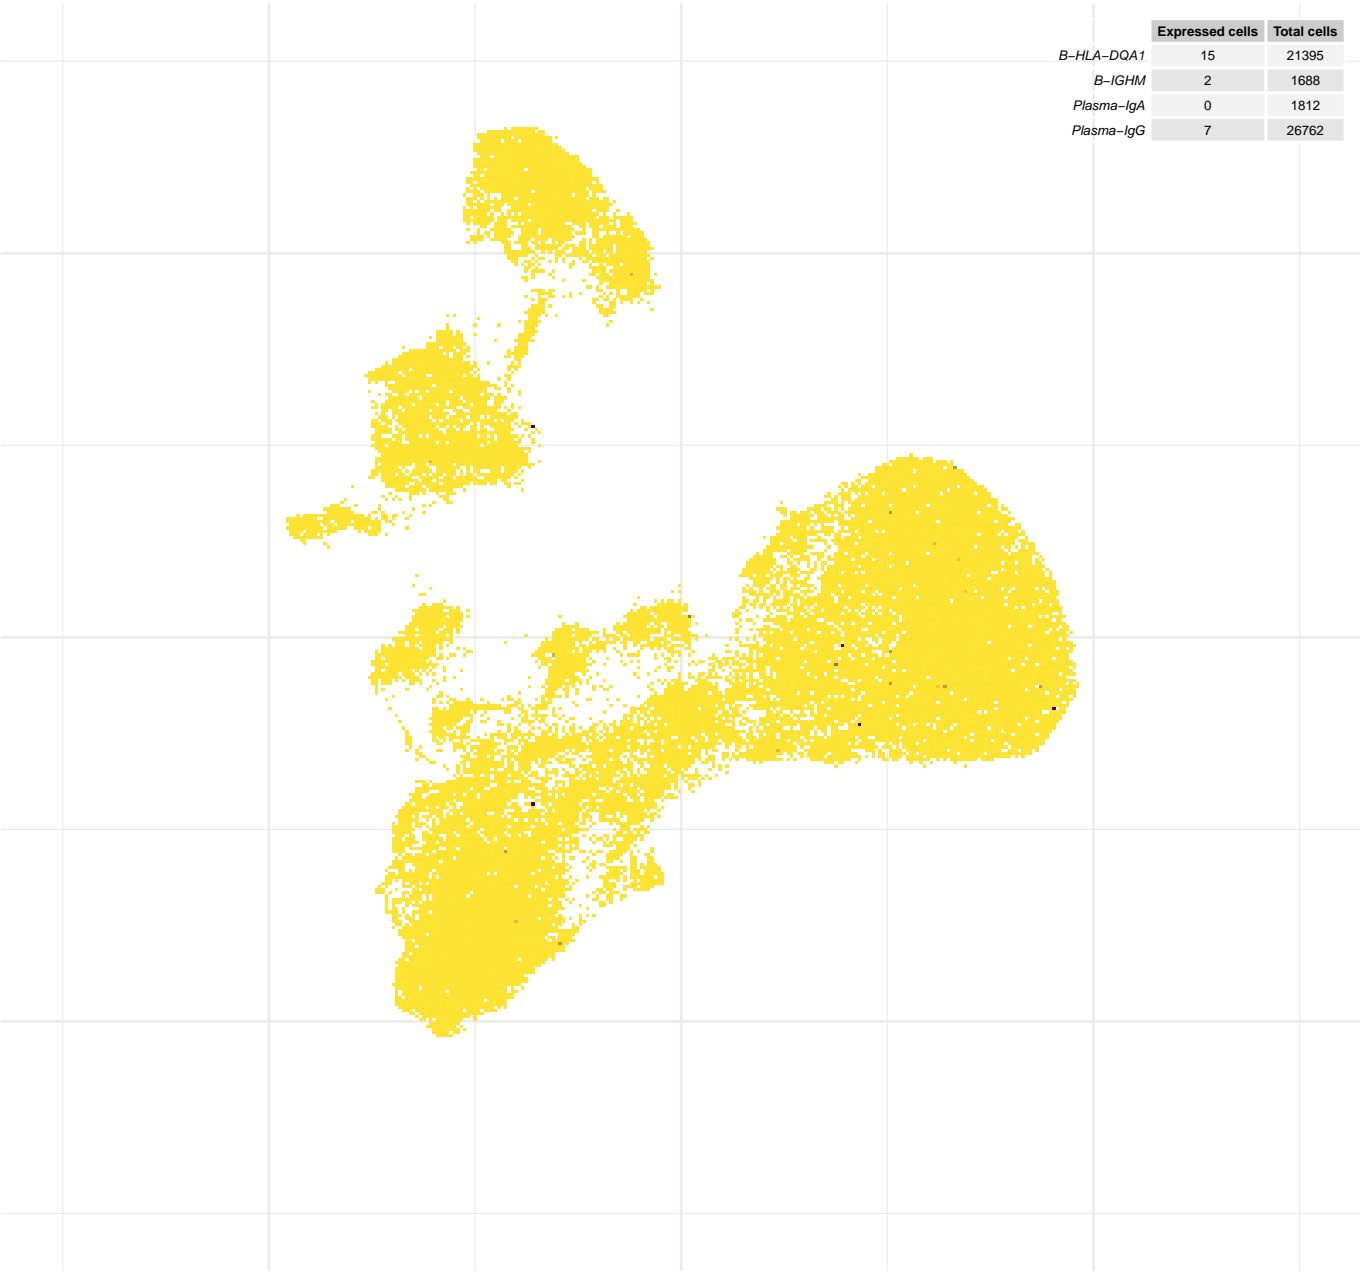 Expressed cells Total cells
B−HLA−DQA1 15 21395
B−IGHM 2 1688
Plasma−IgA 0 1812
Plasma−IgG 7 26762